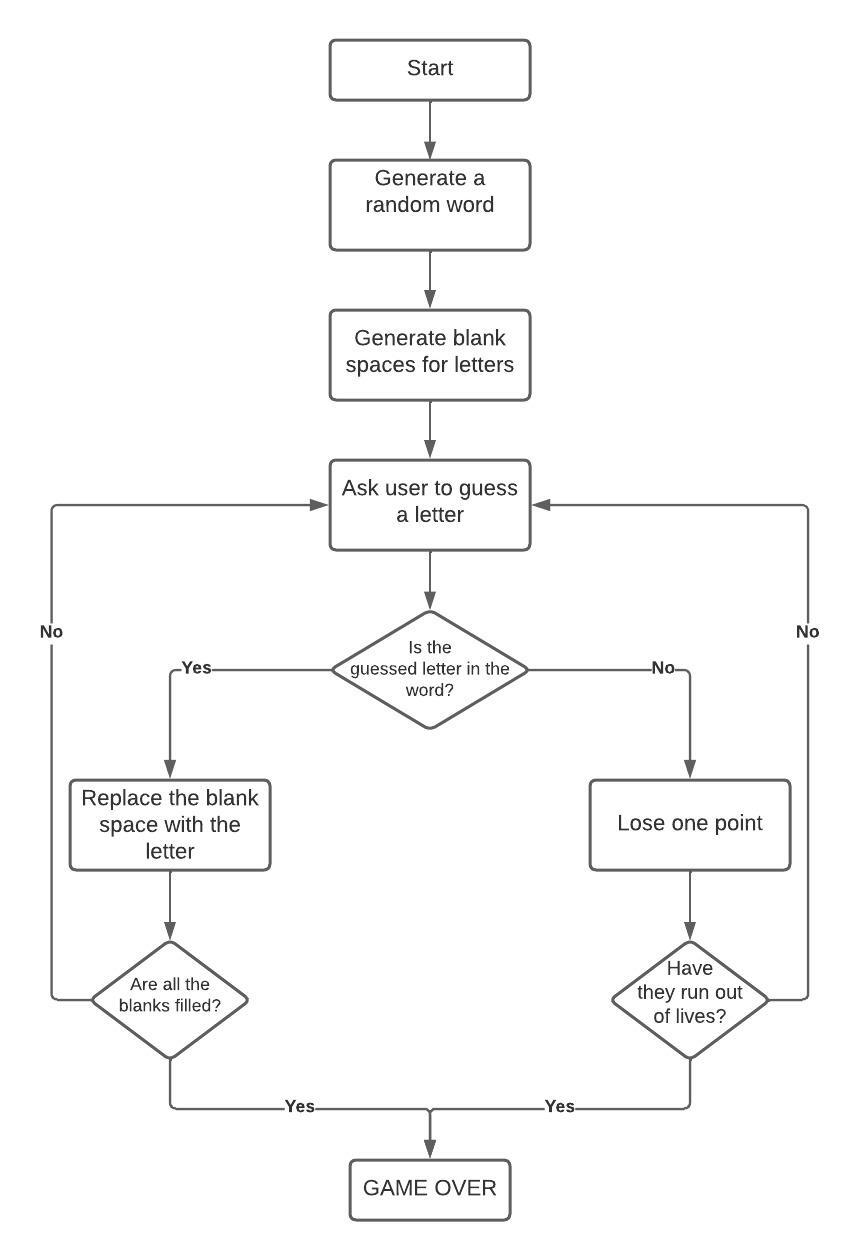 Start
Generate a
random word
Generate blank
spaces for letters
Ask user to guess
a letter
No
No
Is the
guessed letter in the
word?
Yes
No
Replace the blank
space with the
letter
Lose one point
Are all the
blanks filled?
Have
they run out
of lives?
Yes
Yes
GAME OVER